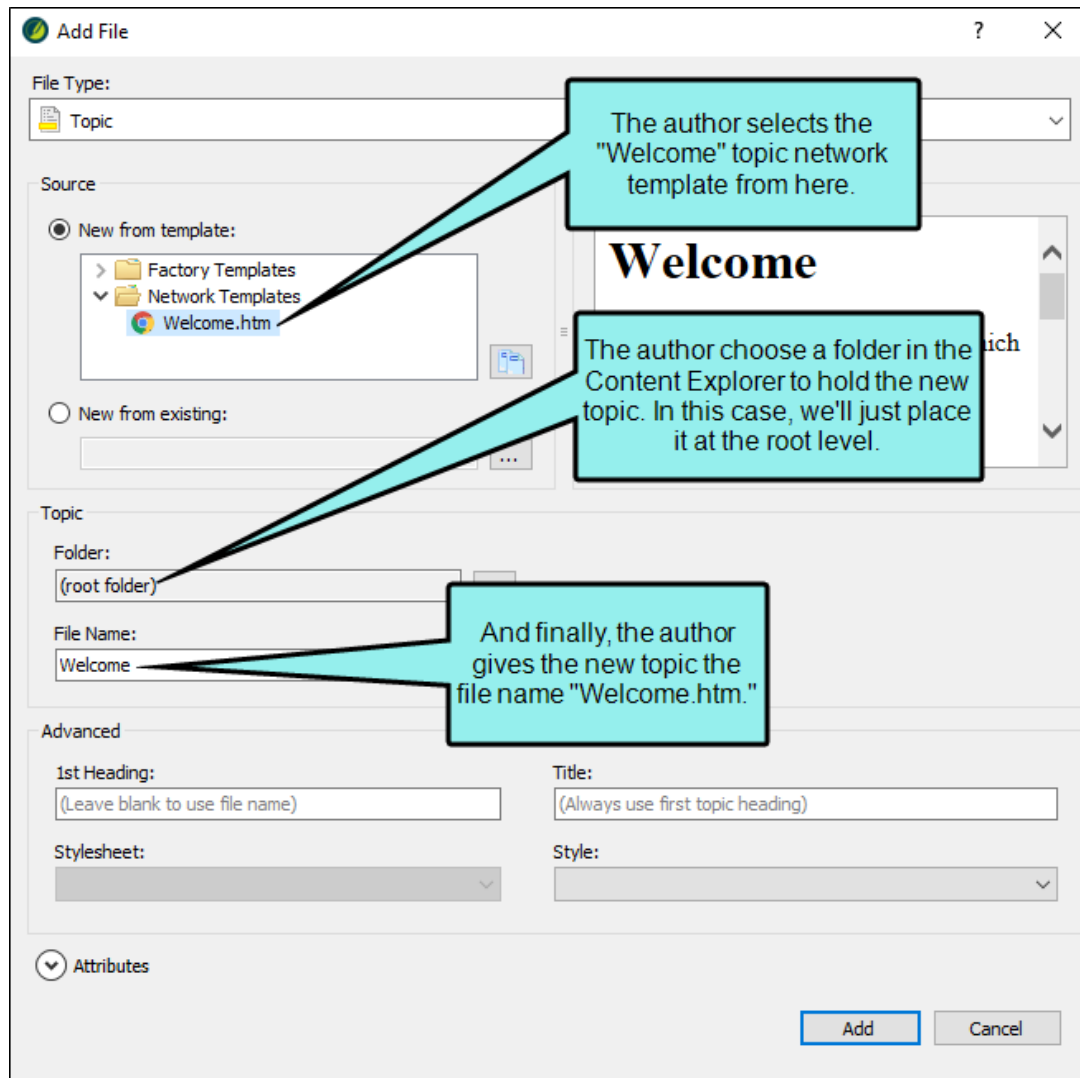 Add File
?
File Type:
Topic
The author selects the
"Welcome" topic network
template from here.
Source
New from template:
Factory Templates
Network Templates
Welcome.htm
Welcome
The author choose a folder in the
Content Explorer to hold the new
topic. In this case, we'll just place
it at the root level.
New from existing:
...
Topic
Folder:
(root folder)
File Name:
Welcome
And finally, the author
gives the new topic the
file name "Welcome.htm."
Advanced
1st Heading:
Title:
(Leave blank to use file name)
(Always use first topic heading)
Stylesheet:
Style:
Attributes
Add
Cancel